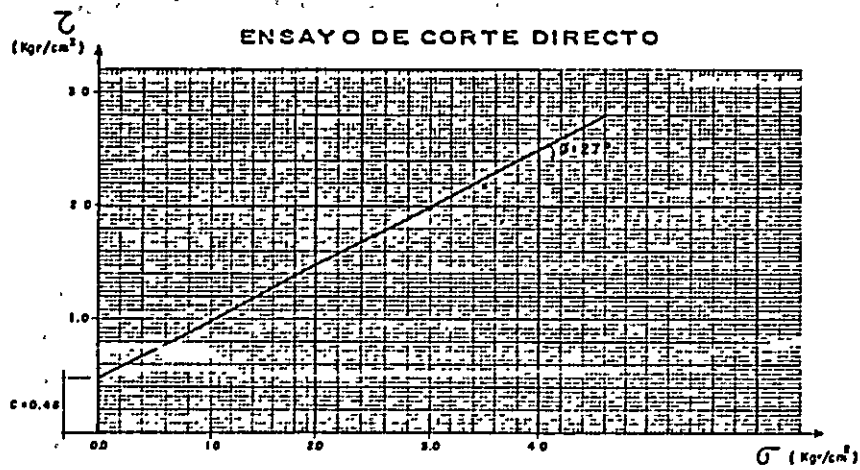 ENSAYO DE CORTE DIRECTO
τ
(Kgr/cm²)
3 0
2 0
1.0
Ø=27°
C=0.48
0.0 1.0 2.0 3.0 4.0
σ (Kgr/cm²)